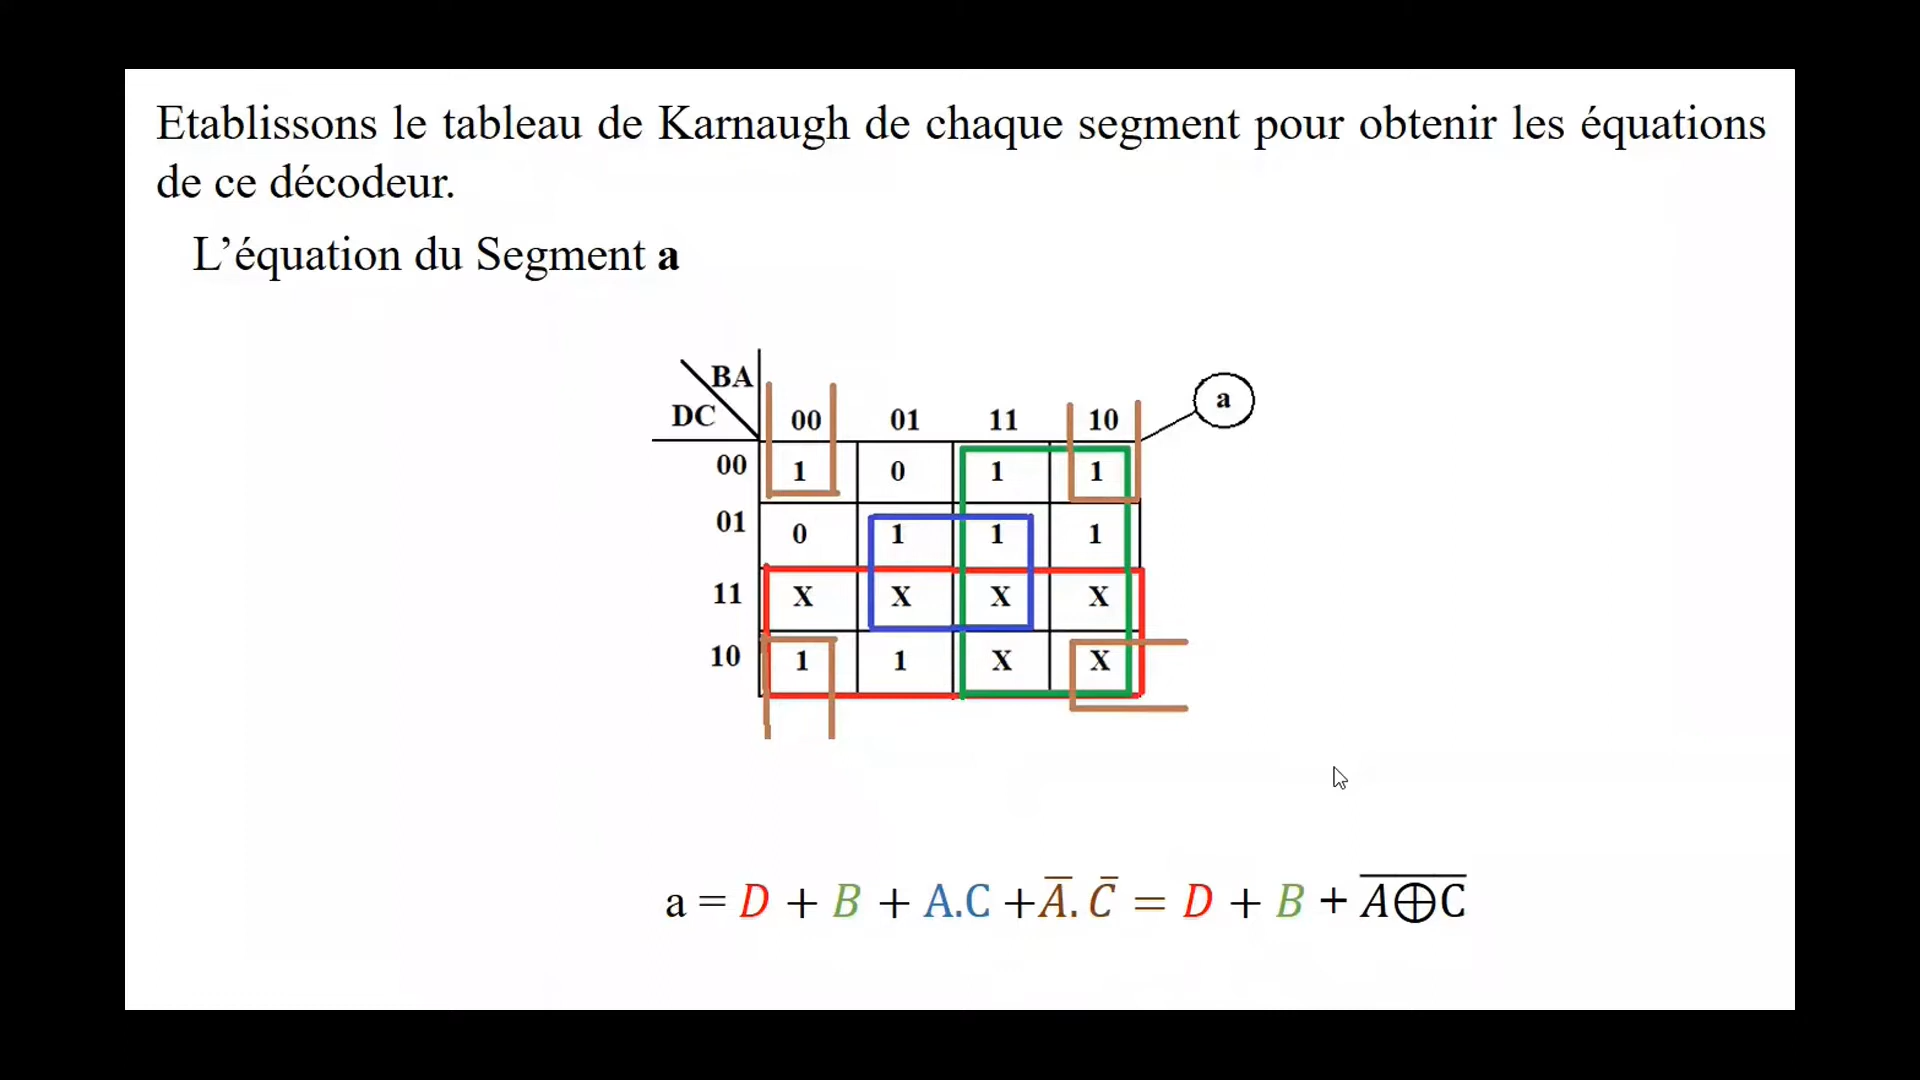 Etablissons le tableau de Karnaugh de chaque segment pour obtenir les équations
de ce décodeur.
L’équation du Segment a
BA
DC 00 01 11 10 a
00 1 0 1 1
01 0 1 1 1
11 X X X X
10 1 1 X X
a = D + B + A.C + A̅. C̅ = D + B + A̅⊕̅C̅